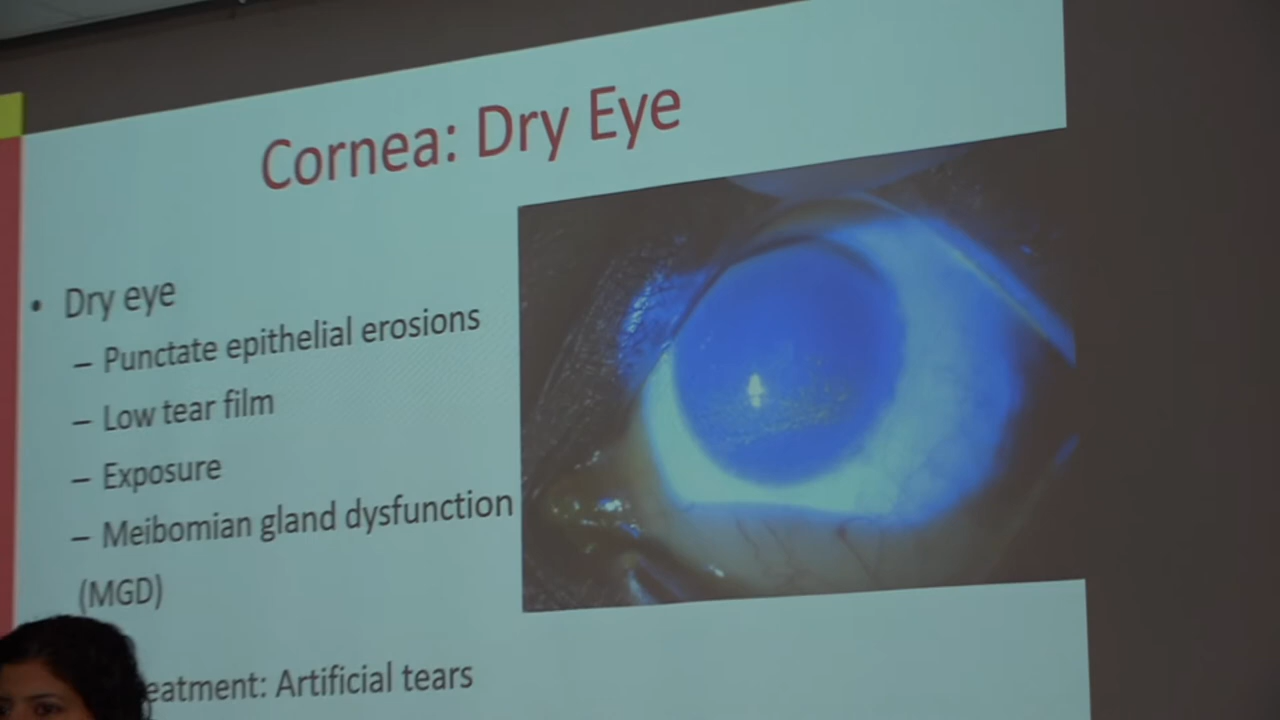 Cornea: Dry Eye
• Dry eye
– Punctate epithelial erosions
– Low tear film
– Exposure
– Meibomian gland dysfunction
(MGD)
eatment: Artificial tears